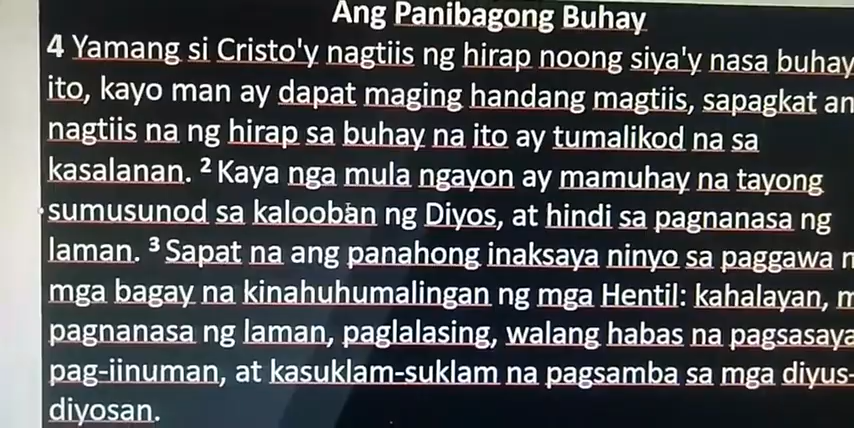 Ang Panibagong Buhay
4 Yamang si Cristo'y nagtiis ng hirap noong siya'y nasa buhay
ito, kayo man ay dapat maging handang magtiis, sapagkat an
nagtiis na ng hirap sa buhay na ito ay tumalikod na sa
kasalanan. ² Kaya nga mula ngayon ay mamuhay na tayong
sumusunod sa kalooban ng Diyos, at hindi sa pagnanasa ng
laman. ³ Sapat na ang panahong inaksaya ninyo sa paggawa n
mga bagay na kinahuhumalingan ng mga Hentil: kahalayan, m
pagnanasa ng laman, paglalasing, walang habas na pagsasaya
pag-iinuman, at kasuklam-suklam na pagsamba sa mga diyus-
diyosan.